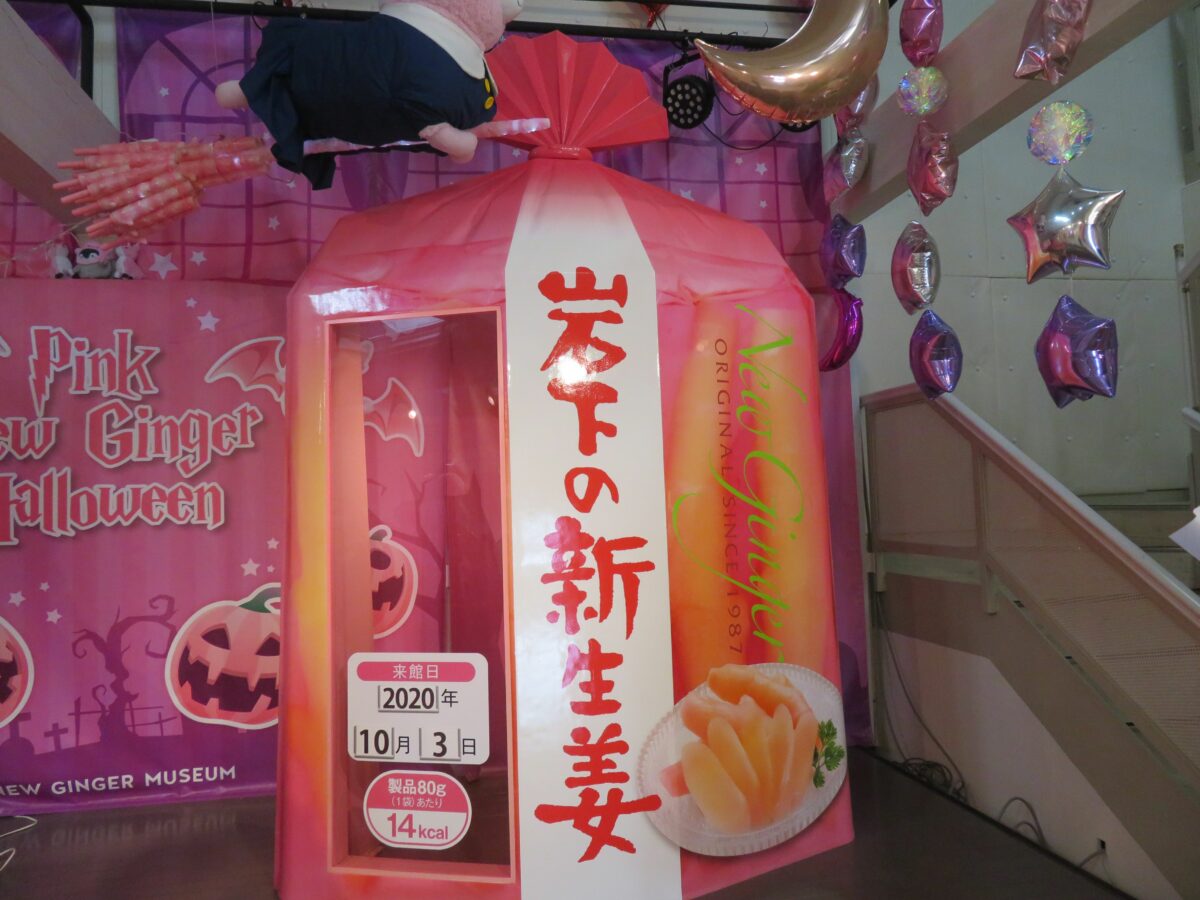 Pink
New Ginger
Halloween
NEW GINGER MUSEUM
岩下の新生姜
New Ginger
ORIGINAL SINCE 1987
来館日
2020年
10月3日
製品80g
(1袋)あたり
14kcal